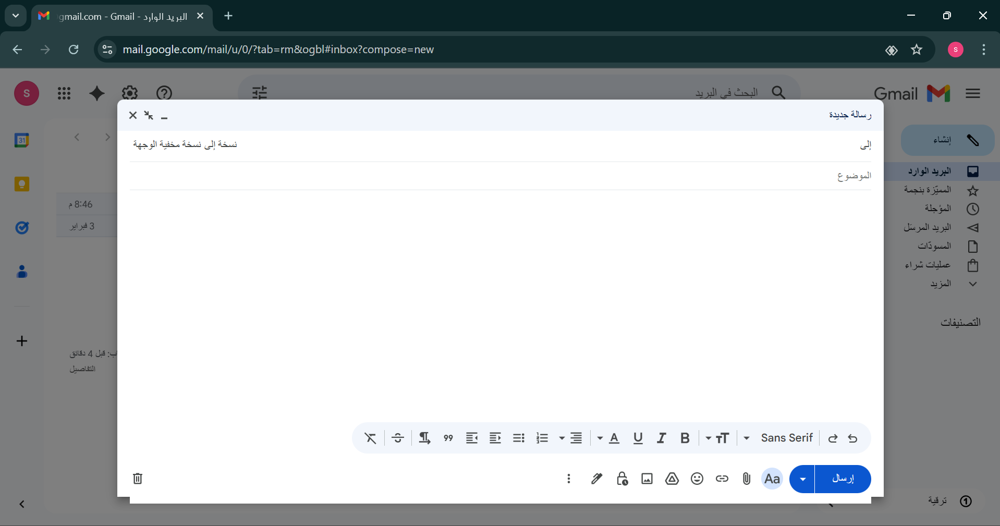 gmail.com - Gmail - البريد الوارد
mail.google.com/mail/u/0/?tab=rm&ogbl#inbox?compose=new
S
Gmail
البحث في البريد
S
رسالة جديدة
إنشاء
إلى
نسخة إلى نسخة مخفية الوجهة
31
البريد الوارد
الموضوع
المميّزة بنجمة
المؤجلة
8:46 م
البريد المرسَل
3 فبراير
المسودّات
عمليات شراء
المزيد
التصنيفات
قبل 4 دقائق
التفاصيل
Sans Serif
إرسال
Aa
ترقية